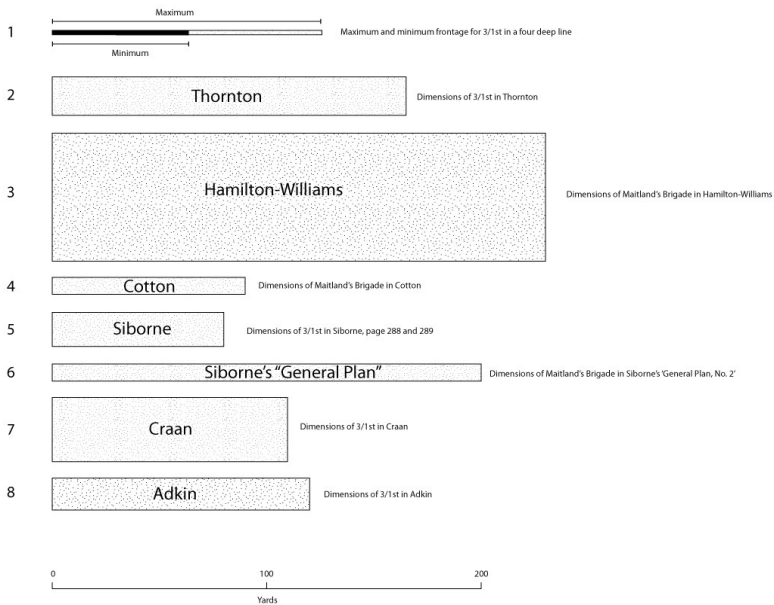 Maximum
1
Maximum and minimum frontage for 3/1st in a four deep line
Minimum
2
Thornton
Dimensions of 3/1st in Thornton
3
Hamilton-Williams
Dimensions of Maitland's Brigade in Hamilton-Williams
4
Cotton
Dimensions of Maitland's Brigade in Cotton
5
Siborne
Dimensions of 3/1st in Siborne, page 288 and 289
6
Siborne's "General Plan"
Dimensions of Maitland's Brigade in Siborne's 'General Plan, No. 2'
7
Craan
Dimensions of 3/1st in Craan
8
Adkin
Dimensions of 3/1st in Adkin
0 100 200
Yards